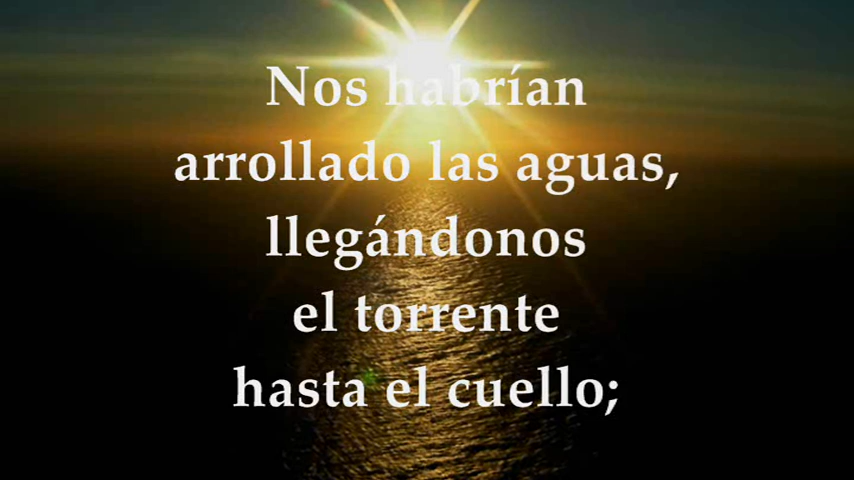 Nos habrían
arrollado las aguas,
llegándonos
el torrente
hasta el cuello;